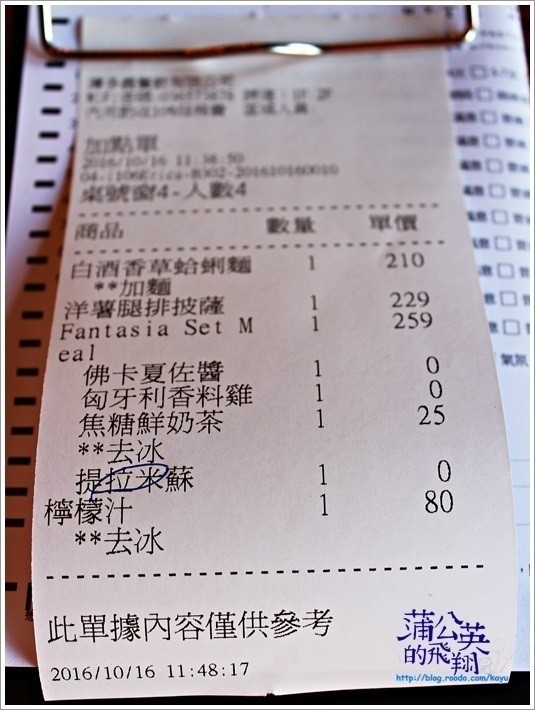 加點單
2016/10/16 11:38:50
桌號窗4-人數4
商品 數量 單價
白酒香草蛤蜊麵 1 210
**加麵
洋薯腿排披薩 1 229
Fantasia Set M 1 259
eal
佛卡夏佐醬 1 0
匈牙利香料雞 1 0
焦糖鮮奶茶 1 25
**去冰
提拉米蘇 1 0
檸檬汁 1 80
**去冰
此單據內容僅供參考
2016/10/16 11:48:17
蒲公英
的飛翔
http://blog.roodo.com/kayu